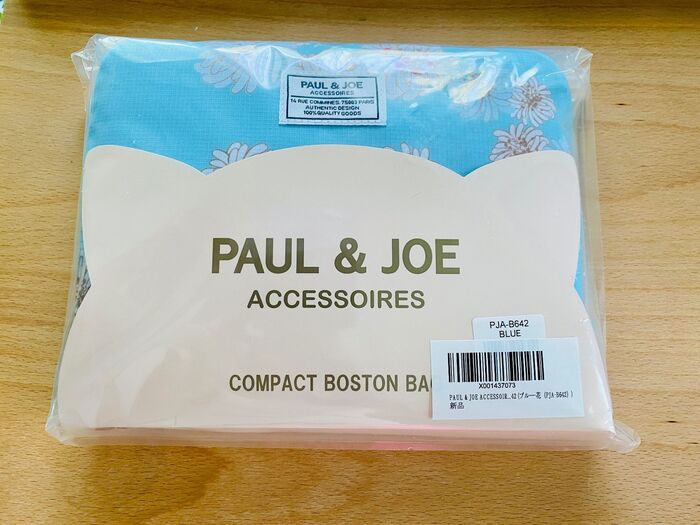 PAUL & JOE
ACCESSOIRES
14 RUE COMMINES. 75003 PARIS
AUTHENTIC DESIGN
100% QUALITY GOODS
PAUL & JOE
ACCESSOIRES
COMPACT BOSTON BAG
PJA-B642
BLUE
X001437073
PAUL & JOE ACCESSOIR...42 (ブルー花 (PJA-B642) )
新品